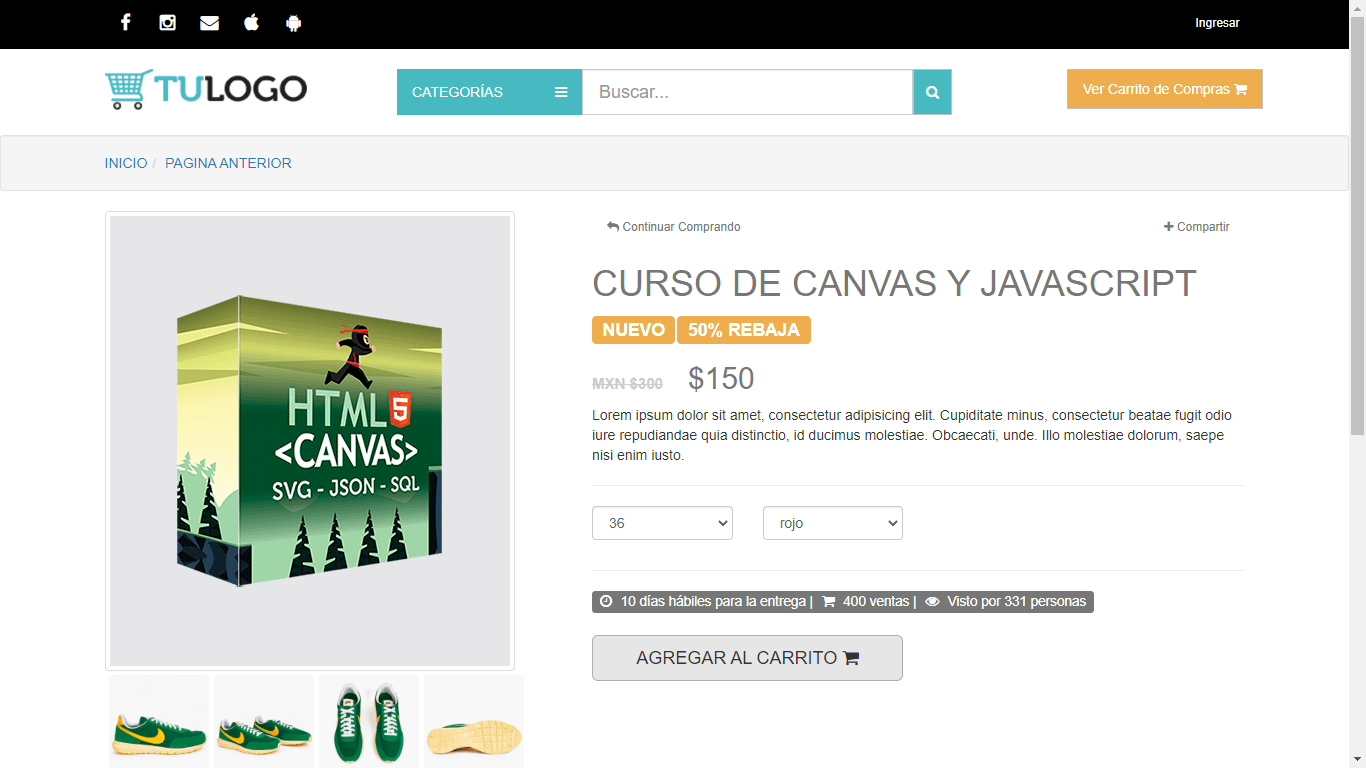 Ingresar
TULOGO
CATEGORÍAS
Buscar...
Ver Carrito de Compras
INICIO / PAGINA ANTERIOR
Continuar Comprando
Compartir
CURSO DE CANVAS Y JAVASCRIPT
NUEVO 50% REBAJA
MXN $300 $150
Lorem ipsum dolor sit amet, consectetur adipisicing elit. Cupiditate minus, consectetur beatae fugit odio
iure repudiandae quia distinctio, id ducimus molestiae. Obcaecati, unde. Illo molestiae dolorum, saepe
nisi enim iusto.
36 rojo
10 días hábiles para la entrega | 400 ventas | Visto por 331 personas
AGREGAR AL CARRITO
HTML 5
<CANVAS>
SVG - JSON - SQL